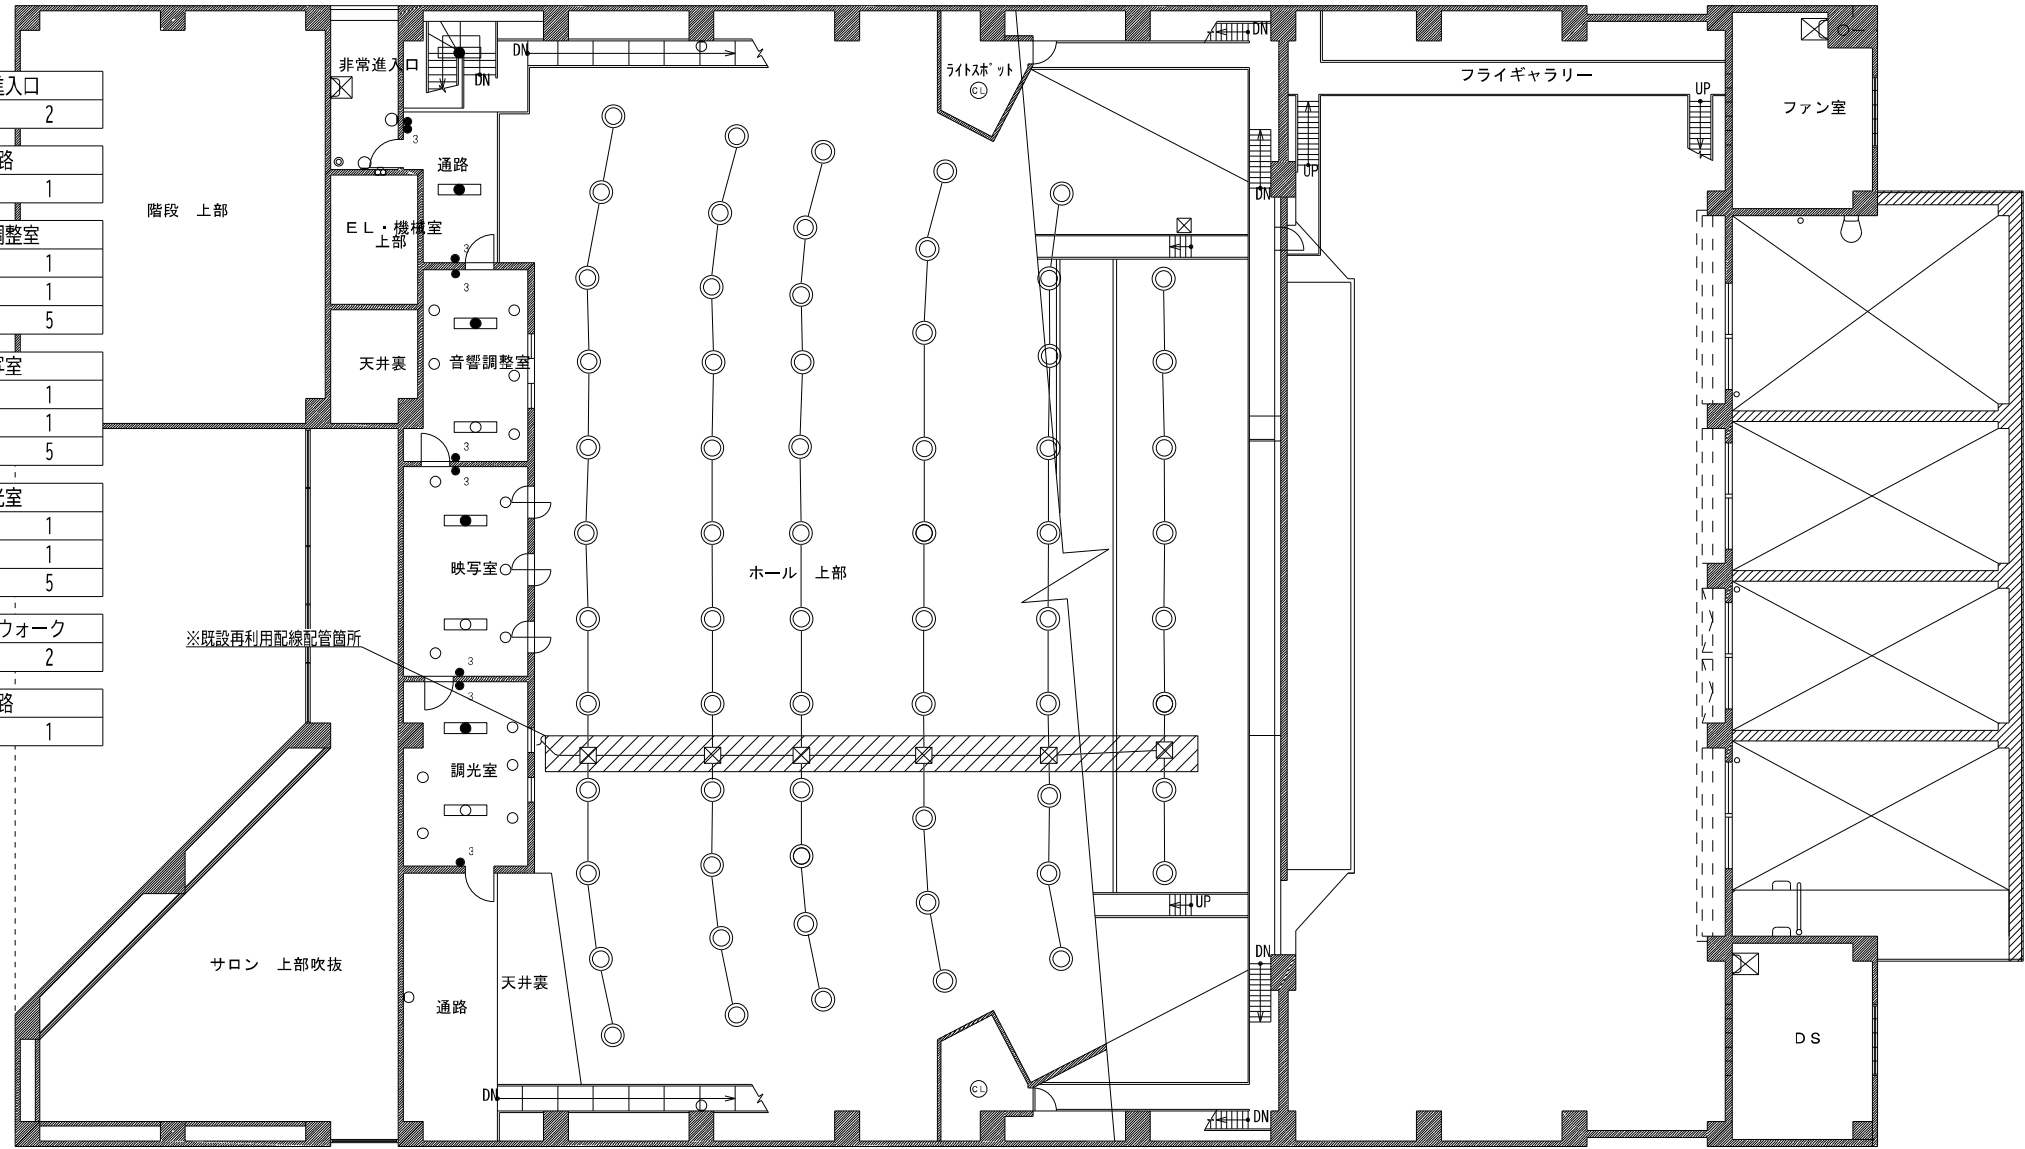 進入口
2
路
1
調整室
1
1
5
写室
1
1
5
光室
1
1
5
ウォーク
2
路
1
非常進入口
DN
DN
3
通路
階段 上部
EL・機械室
上部
3
3
天井裏
音響調整室
3
3
映写室
※既設再利用配線配管箇所
3
3
調光室
3
サロン 上部吹抜
通路
天井裏
DN
ホール 上部
ライトスポット
CL
CL
DN
DN
UP
UP
DN
DN
フライギャラリー
UP
ファン室
DS